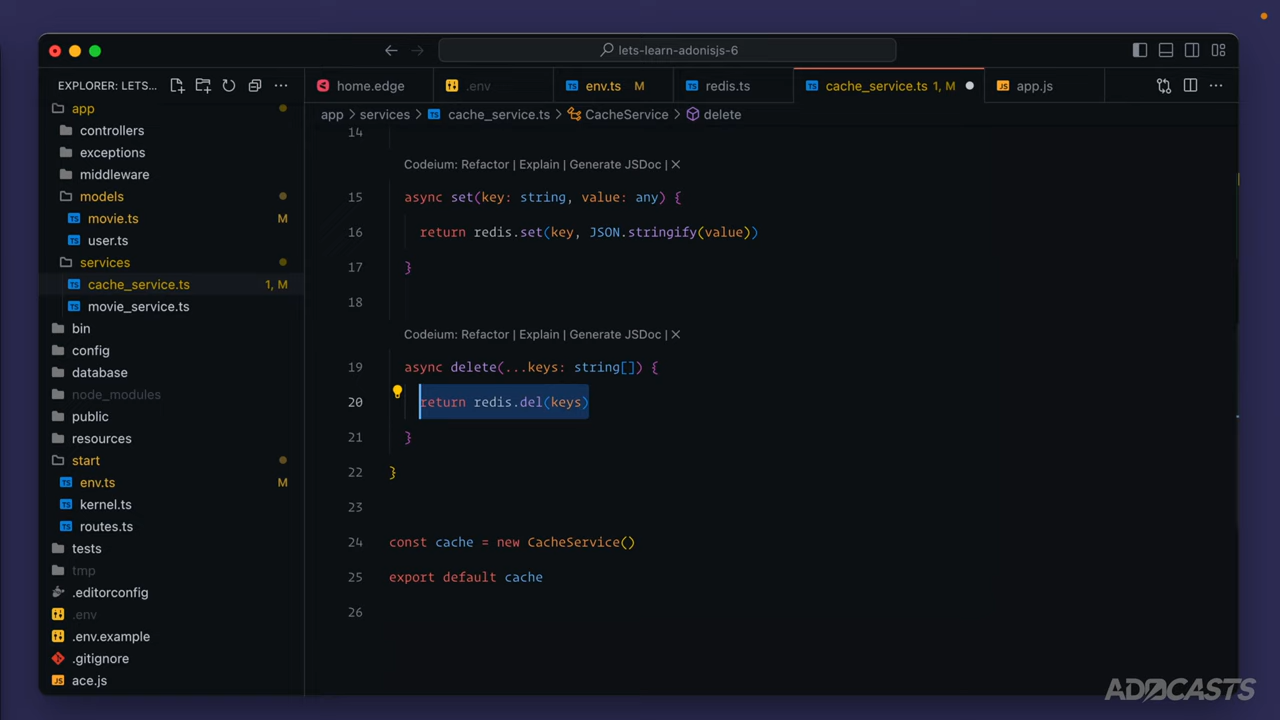 lets-learn-adonisjs-6
EXPLORER: LETS...
home.edge
.env
env.ts M
redis.ts
cache_service.ts 1, M
app.js
app > services > cache_service.ts > CacheService > delete
app
controllers
exceptions
middleware
models
movie.ts M
user.ts
services
cache_service.ts 1, M
movie_service.ts
bin
config
database
node_modules
public
resources
start
env.ts M
kernel.ts
routes.ts
tests
tmp
.editorconfig
.env
.env.example
.gitignore
ace.js
14
Codeium: Refactor | Explain | Generate JSDoc | ×
15 async set(key: string, value: any) {
16 return redis.set(key, JSON.stringify(value))
17 }
18
Codeium: Refactor | Explain | Generate JSDoc | ×
19 async delete(...keys: string[]) {
20 return redis.del(keys)
21 }
22 }
23
24 const cache = new CacheService()
25 export default cache
26
ADOCASTS